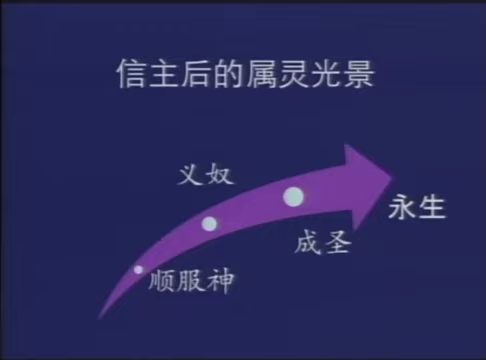 信主后的属灵光景
义奴
永生
成圣
顺服神